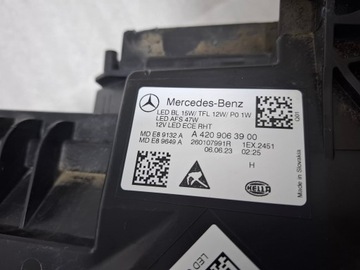 Mercedes-Benz
LED BL 15W/ TFL 12W/ P0 1W
LED AFS 47W
12V LED ECE RHT
MD E8 9132 A A 420 906 39 00
MD E8 9649 A 260107991R 1EX.2451
06.06.23 02:25
H
HELLA
Made in Slovakia
LED